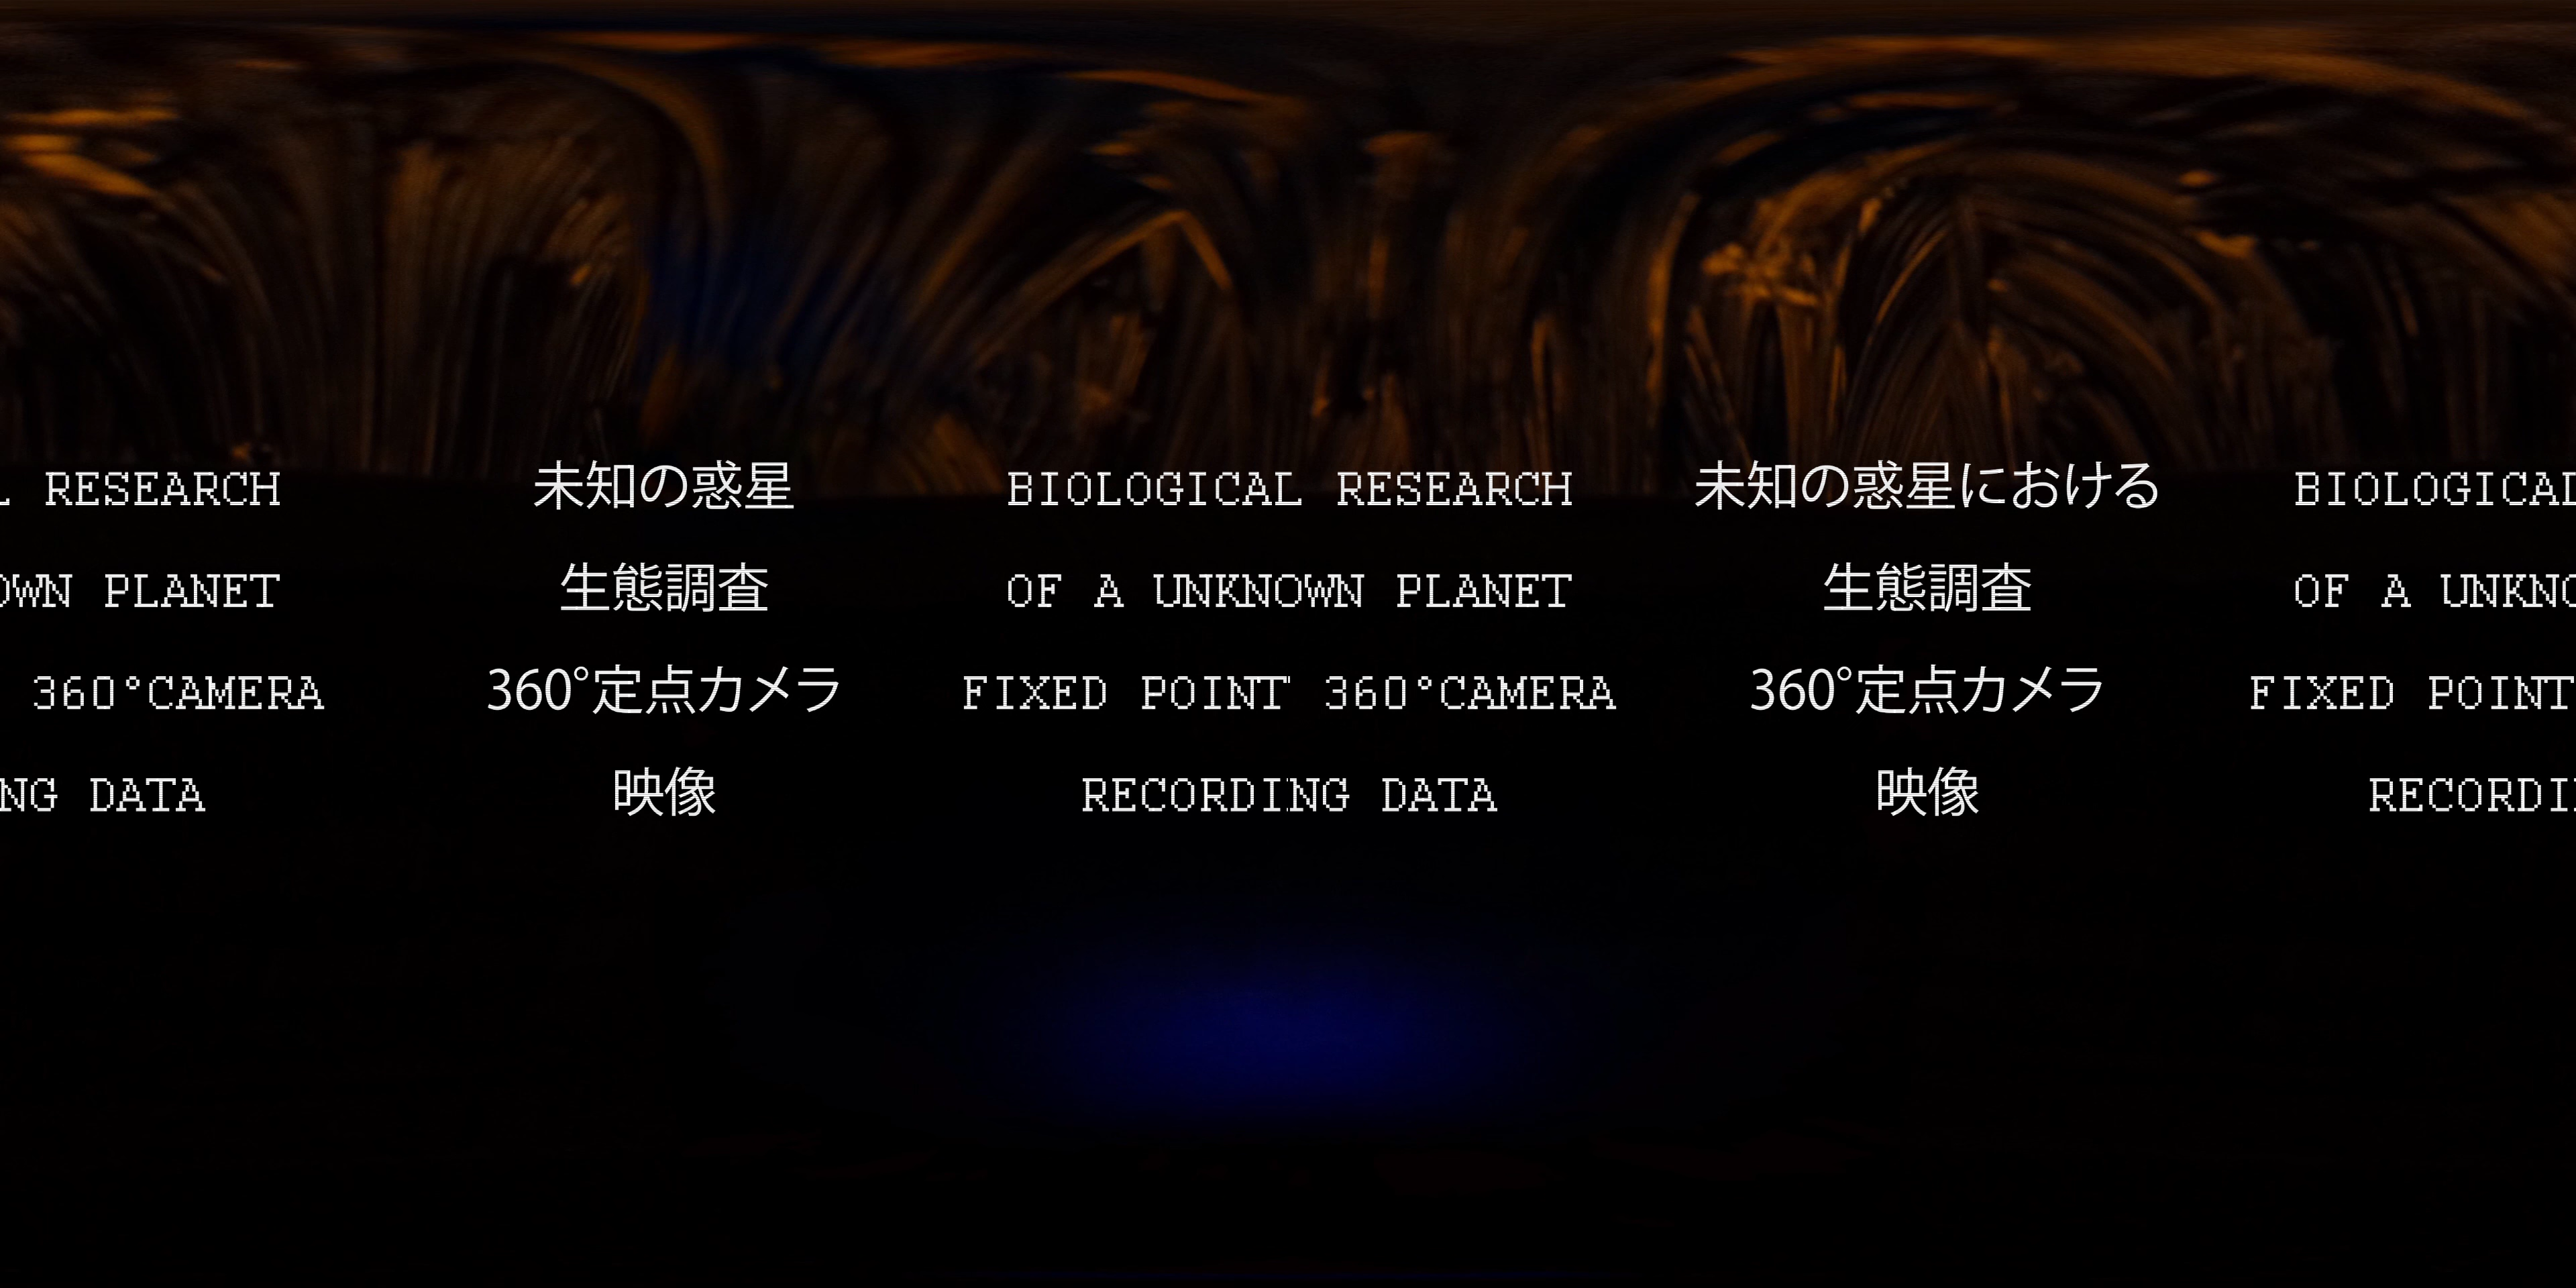 L RESEARCH
OWN PLANET
360°CAMERA
NG DATA
未知の惑星
生態調査
360°定点カメラ
映像
BIOLOGICAL RESEARCH
OF A UNKNOWN PLANET
FIXED POINT 360°CAMERA
RECORDING DATA
未知の惑星における
生態調査
360°定点カメラ
映像
BIOLOGICAL
OF A UNKNO
FIXED POINT
RECORDI